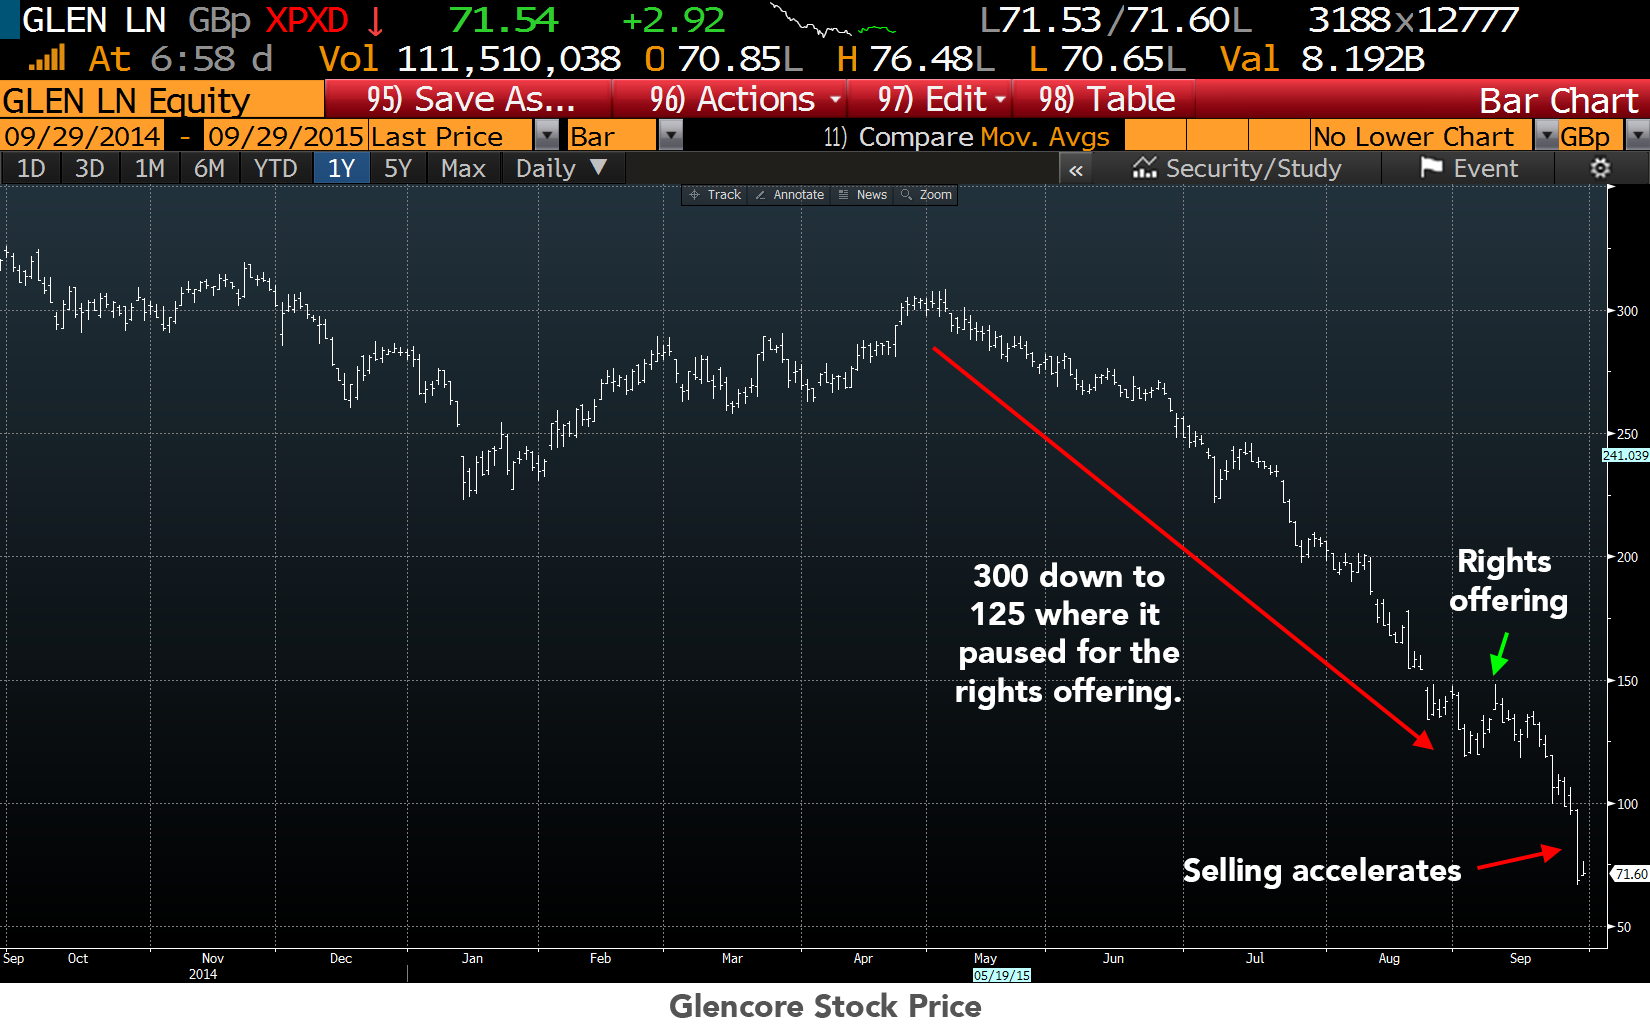 GLEN LN GBp XPXD ↓ 71.54 +2.92 L71.53/71.60L 3188x12777
At 6:58 d Vol 111,510,038 O 70.85L H 76.48L L 70.65L Val 8.192B
GLEN LN Equity 95) Save As... 96) Actions 97) Edit 98) Table Bar Chart
09/29/2014 - 09/29/2015 Last Price Bar 11) Compare Mov. Avgs No Lower Chart GBp
1D 3D 1M 6M YTD 1Y 5Y Max Daily ▼ « Security/Study Event
Track Annotate News Zoom
300
250
241.039
200
150
100
71.60
50
300 down to
125 where it
paused for the
rights offering.
Rights
offering
Selling accelerates
Sep Oct Nov Dec Jan Feb Mar Apr May Jun Jul Aug Sep
2014 05/19/15
Glencore Stock Price